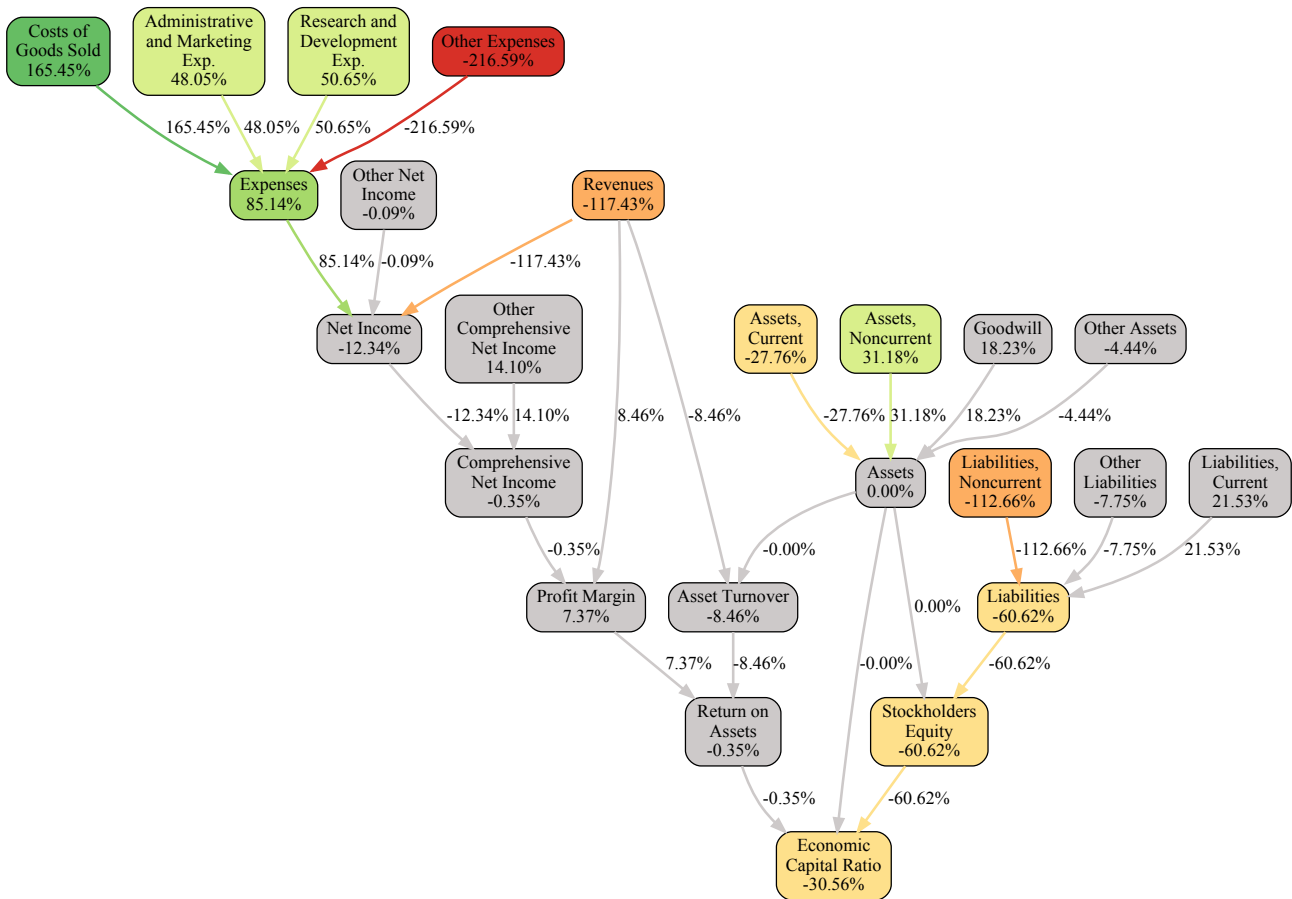 Costs of
Goods Sold
165.45%
Administrative
and Marketing
Exp.
48.05%
Research and
Development
Exp.
50.65%
Other Expenses
-216.59%
165.45%
48.05%
50.65%
-216.59%
Expenses
85.14%
Other Net
Income
-0.09%
Revenues
-117.43%
85.14%
-0.09%
-117.43%
Net Income
-12.34%
Other
Comprehensive
Net Income
14.10%
Assets,
Current
-27.76%
Assets,
Noncurrent
31.18%
Goodwill
18.23%
Other Assets
-4.44%
-12.34%
14.10%
8.46%
-8.46%
-27.76%
31.18%
18.23%
-4.44%
Comprehensive
Net Income
-0.35%
Assets
0.00%
Liabilities,
Noncurrent
-112.66%
Other
Liabilities
-7.75%
Liabilities,
Current
21.53%
-0.35%
-0.00%
-112.66%
-7.75%
21.53%
Profit Margin
7.37%
Asset Turnover
-8.46%
0.00%
Liabilities
-60.62%
7.37%
-8.46%
-0.00%
-60.62%
Return on
Assets
-0.35%
Stockholders
Equity
-60.62%
-0.35%
-60.62%
Economic
Capital Ratio
-30.56%